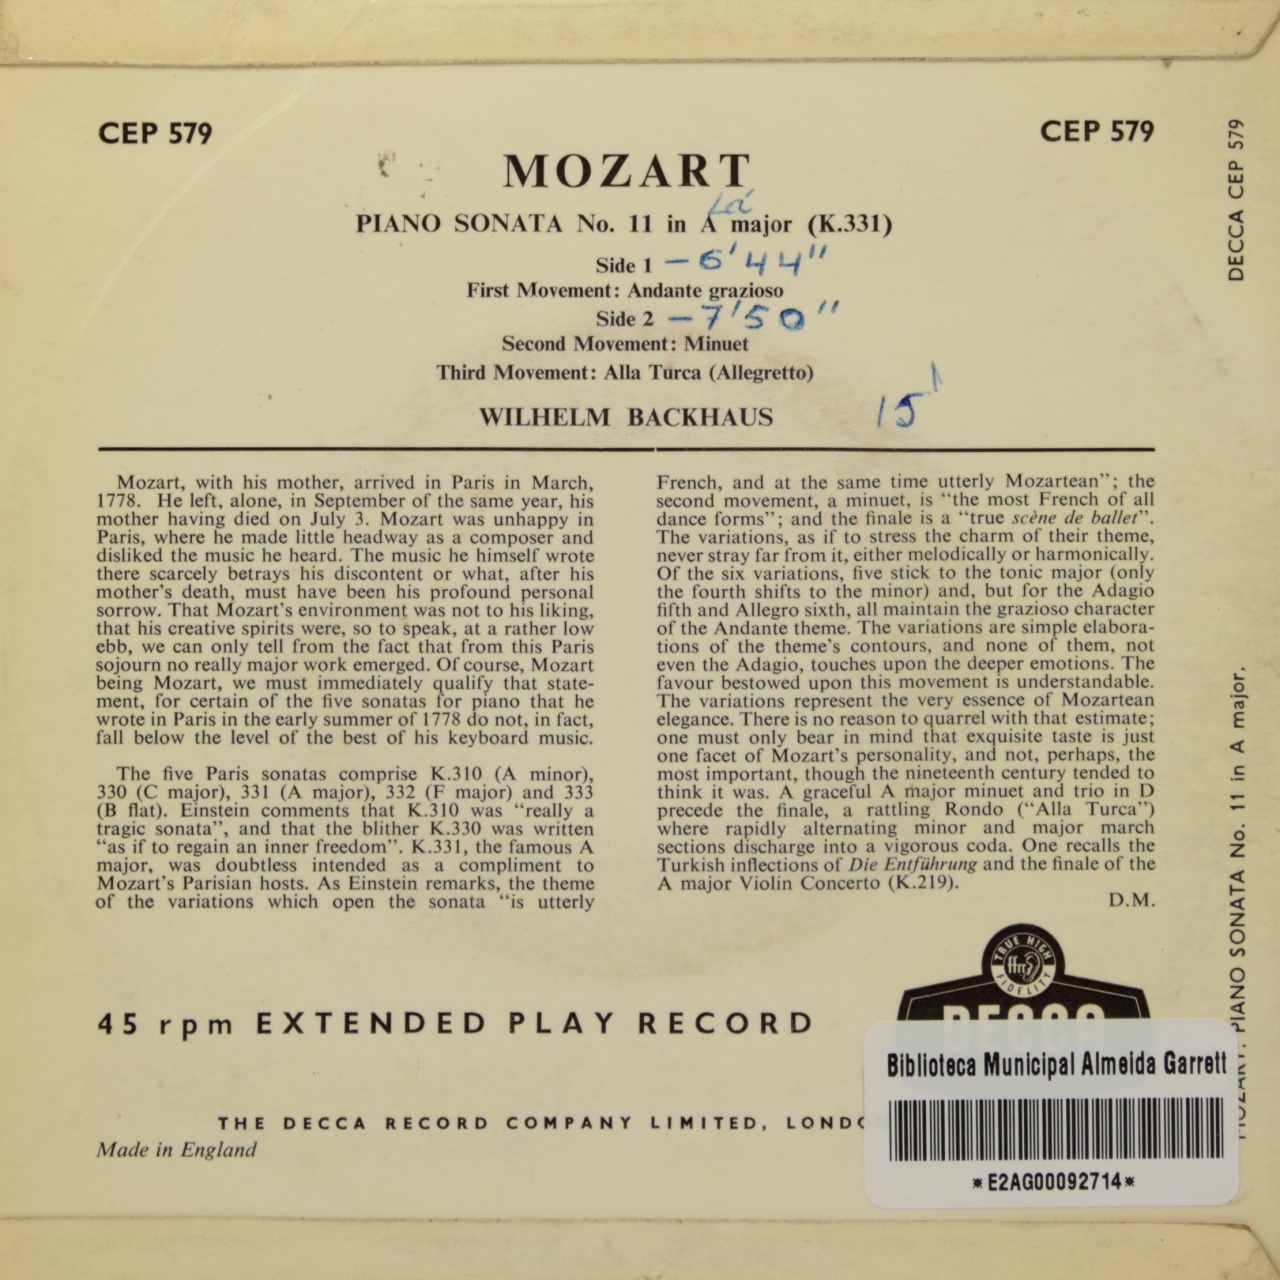 CEP 579
CEP 579
MOZART
Lá
PIANO SONATA No. 11 in A major (K.331)
Side 1 – 6'44"
First Movement: Andante grazioso
Side 2 – 7'50"
Second Movement: Minuet
Third Movement: Alla Turca (Allegretto)
WILHELM BACKHAUS
15'
Mozart, with his mother, arrived in Paris in March,
1778. He left, alone, in September of the same year, his
mother having died on July 3. Mozart was unhappy in
Paris, where he made little headway as a composer and
disliked the music he heard. The music he himself wrote
there scarcely betrays his discontent or what, after his
mother's death, must have been his profound personal
sorrow. That Mozart's environment was not to his liking,
that his creative spirits were, so to speak, at a rather low
ebb, we can only tell from the fact that from this Paris
sojourn no really major work emerged. Of course, Mozart
being Mozart, we must immediately qualify that state-
ment, for certain of the five sonatas for piano that he
wrote in Paris in the early summer of 1778 do not, in fact,
fall below the level of the best of his keyboard music.
The five Paris sonatas comprise K.310 (A minor),
330 (C major), 331 (A major), 332 (F major) and 333
(B flat). Einstein comments that K.310 was "really a
tragic sonata", and that the blither K.330 was written
"as if to regain an inner freedom". K.331, the famous A
major, was doubtless intended as a compliment to
Mozart's Parisian hosts. As Einstein remarks, the theme
of the variations which open the sonata "is utterly
French, and at the same time utterly Mozartean"; the
second movement, a minuet, is "the most French of all
dance forms"; and the finale is a "true scène de ballet".
The variations, as if to stress the charm of their theme,
never stray far from it, either melodically or harmonically.
Of the six variations, five stick to the tonic major (only
the fourth shifts to the minor) and, but for the Adagio
fifth and Allegro sixth, all maintain the grazioso character
of the Andante theme. The variations are simple elabora-
tions of the theme's contours, and none of them, not
even the Adagio, touches upon the deeper emotions. The
favour bestowed upon this movement is understandable.
The variations represent the very essence of Mozartean
elegance. There is no reason to quarrel with that estimate;
one must only bear in mind that exquisite taste is just
one facet of Mozart's personality, and not, perhaps, the
most important, though the nineteenth century tended to
think it was. A graceful A major minuet and trio in D
precede the finale, a rattling Rondo ("Alla Turca")
where rapidly alternating minor and major march
sections discharge into a vigorous coda. One recalls the
Turkish inflections of Die Entführung and the finale of the
A major Violin Concerto (K.219).
D.M.
TRUE HIGH
ffrr
FIDELITY
DECCA
45 rpm EXTENDED PLAY RECORD
THE DECCA RECORD COMPANY LIMITED, LONDO
Made in England
Biblioteca Municipal Almeida Garrett
*E2AG00092714*
DECCA CEP 579
MOZART: PIANO SONATA No. 11 in A major,